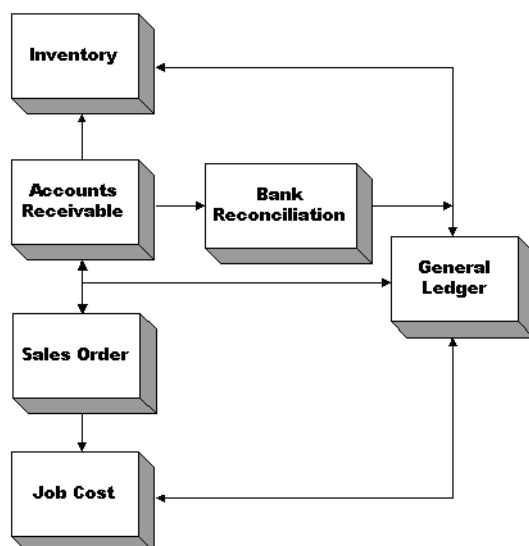 Inventory
Accounts
Receivable
Bank
Reconciliation
General
Ledger
Sales Order
Job Cost